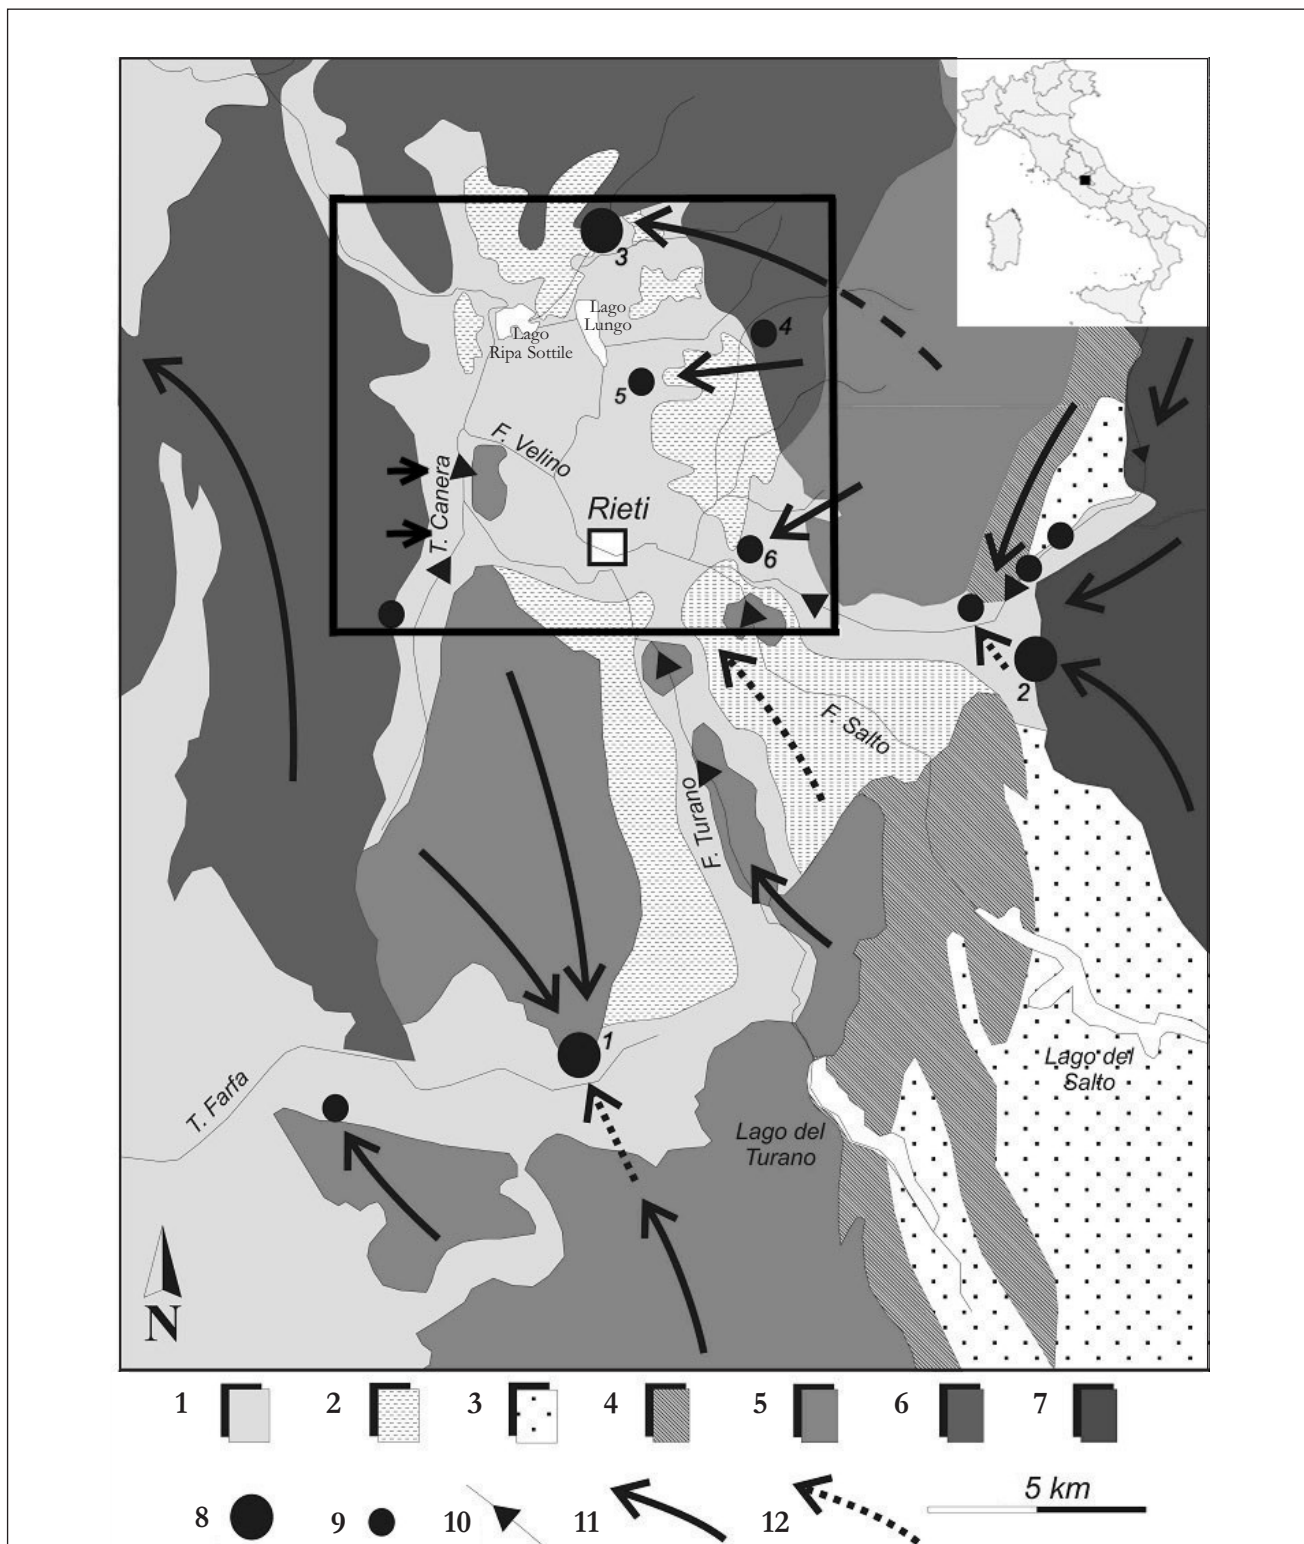 3
Lago
Lungo
4
Lago
Ripa Sottile
5
F. Velino
T. Canera
Rieti
6
2
F. Salto
F. Turano
1
Lago del
Salto
T. Farfa
Lago del
Turano
N
1 2 3 4 5 6 7
5 km
8 9 10 11 12